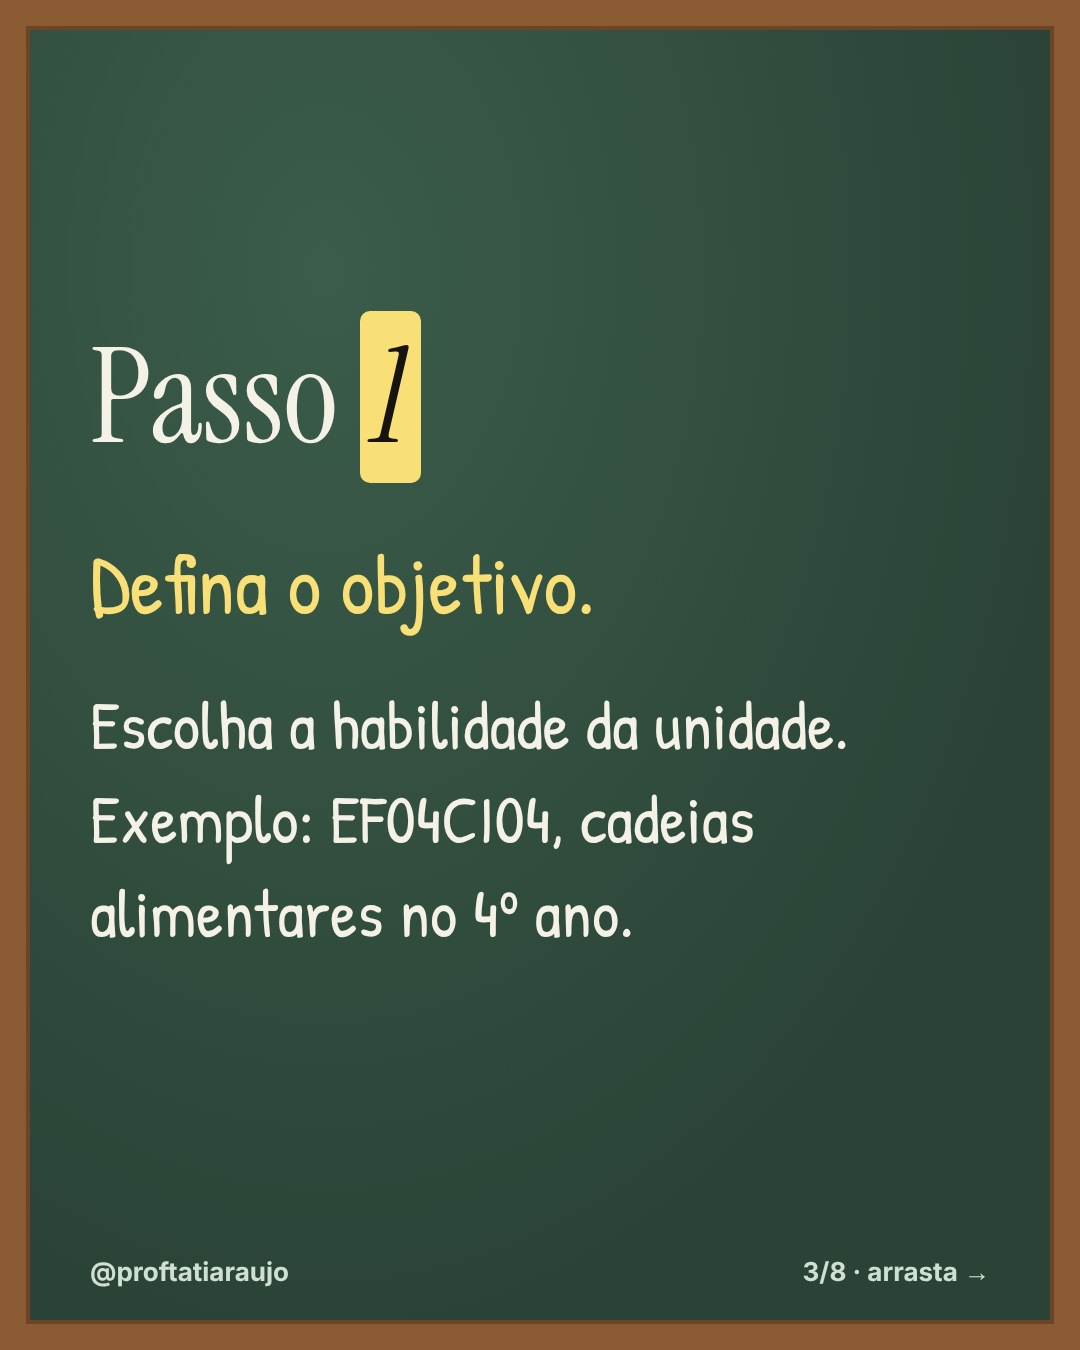 Passo 1
Defina o objetivo.
Escolha a habilidade da unidade.
Exemplo: EF04CI04, cadeias
alimentares no 4º ano.
@proftatiaraujo
3/8 · arrasta →